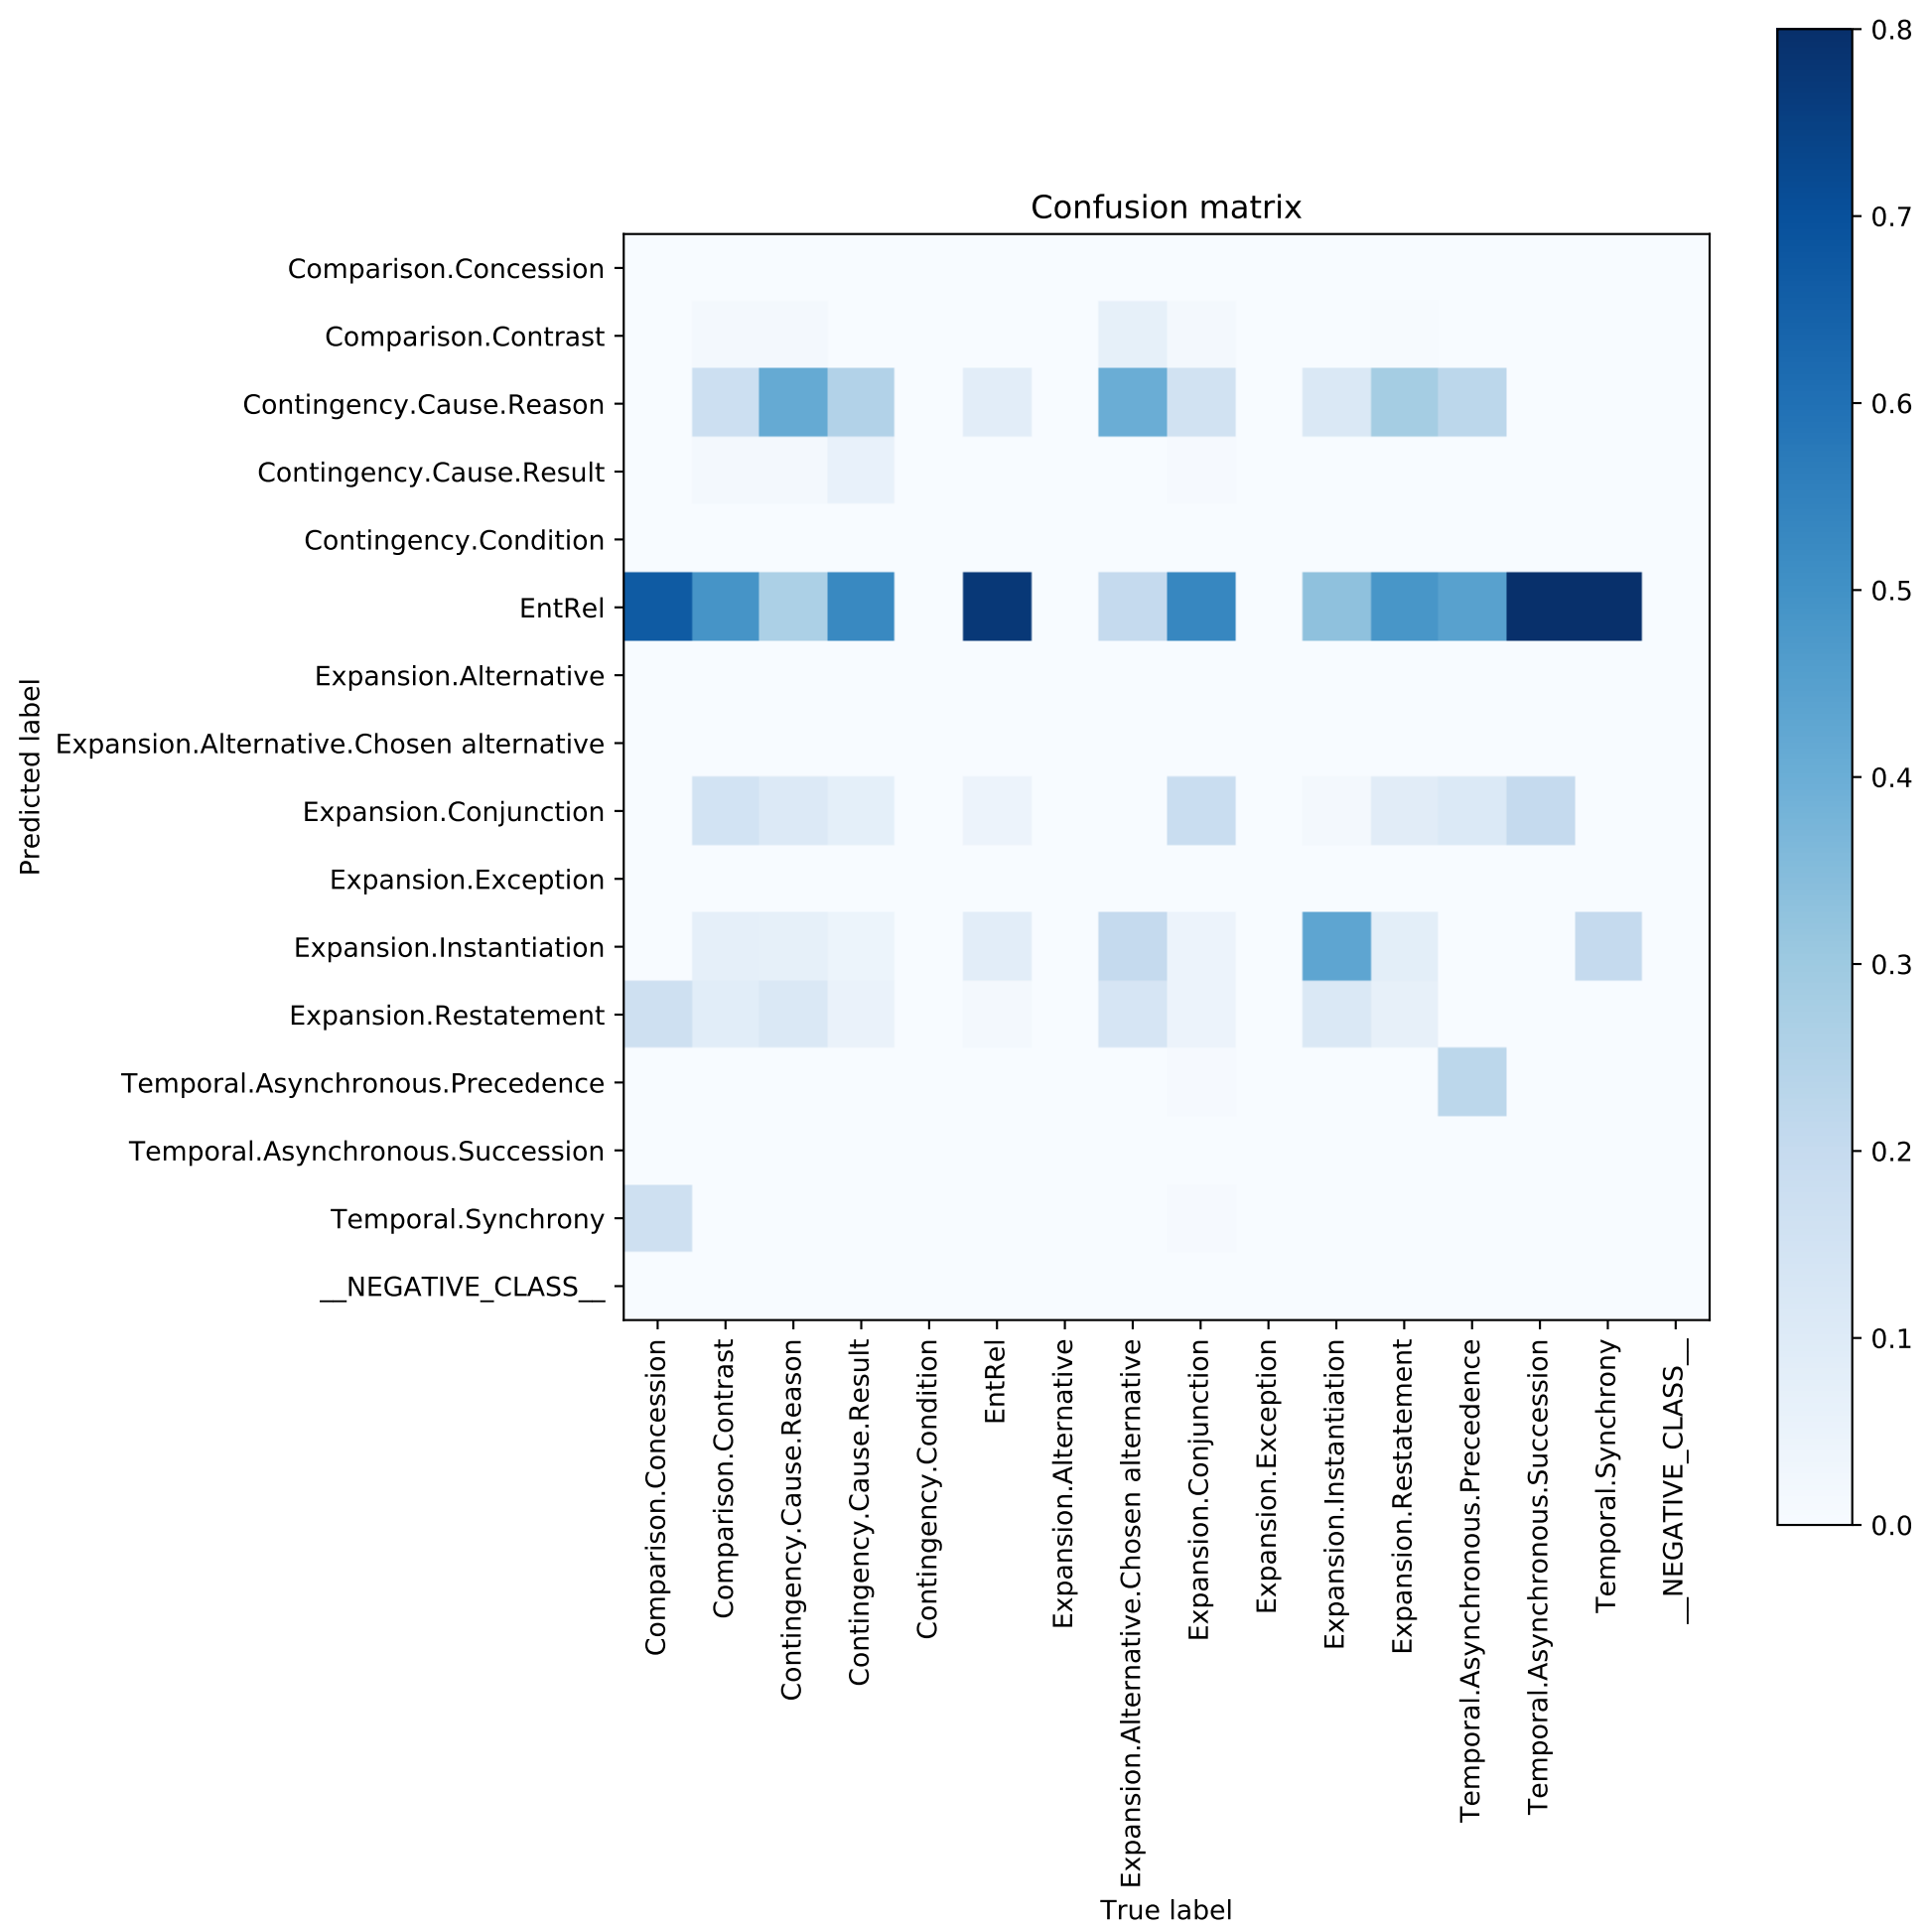 Confusion matrix
Predicted label
Comparison.Concession
Comparison.Contrast
Contingency.Cause.Reason
Contingency.Cause.Result
Contingency.Condition
EntRel
Expansion.Alternative
Expansion.Alternative.Chosen alternative
Expansion.Conjunction
Expansion.Exception
Expansion.Instantiation
Expansion.Restatement
Temporal.Asynchronous.Precedence
Temporal.Asynchronous.Succession
Temporal.Synchrony
__NEGATIVE_CLASS__
Comparison.Concession
Comparison.Contrast
Contingency.Cause.Reason
Contingency.Cause.Result
Contingency.Condition
EntRel
Expansion.Alternative
Expansion.Alternative.Chosen alternative
Expansion.Conjunction
Expansion.Exception
Expansion.Instantiation
Expansion.Restatement
Temporal.Asynchronous.Precedence
Temporal.Asynchronous.Succession
Temporal.Synchrony
__NEGATIVE_CLASS__
True label
0.8
0.7
0.6
0.5
0.4
0.3
0.2
0.1
0.0